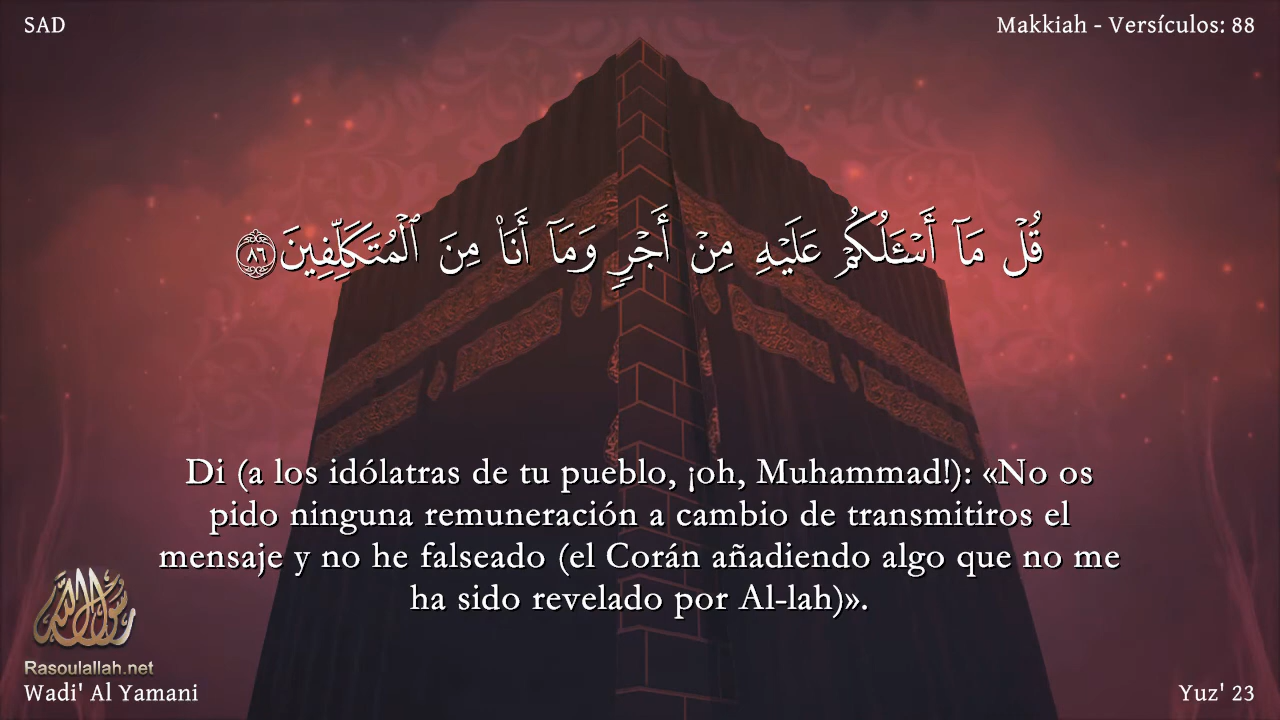 SAD
Makkiah - Versículos: 88
قُلْ مَآ أَسْـَٔلُكُمْ عَلَيْهِ مِنْ أَجْرٍ وَمَآ أَنَا۠ مِنَ ٱلْمُتَكَلِّفِينَ ٨٦
Di (a los idólatras de tu pueblo, ¡oh, Muhammad!): «No os
pido ninguna remuneración a cambio de transmitiros el
mensaje y no he falseado (el Corán añadiendo algo que no me
ha sido revelado por Al-lah)».
رسول الله
Rasoulallah.net
Wadi' Al Yamani
Yuz' 23